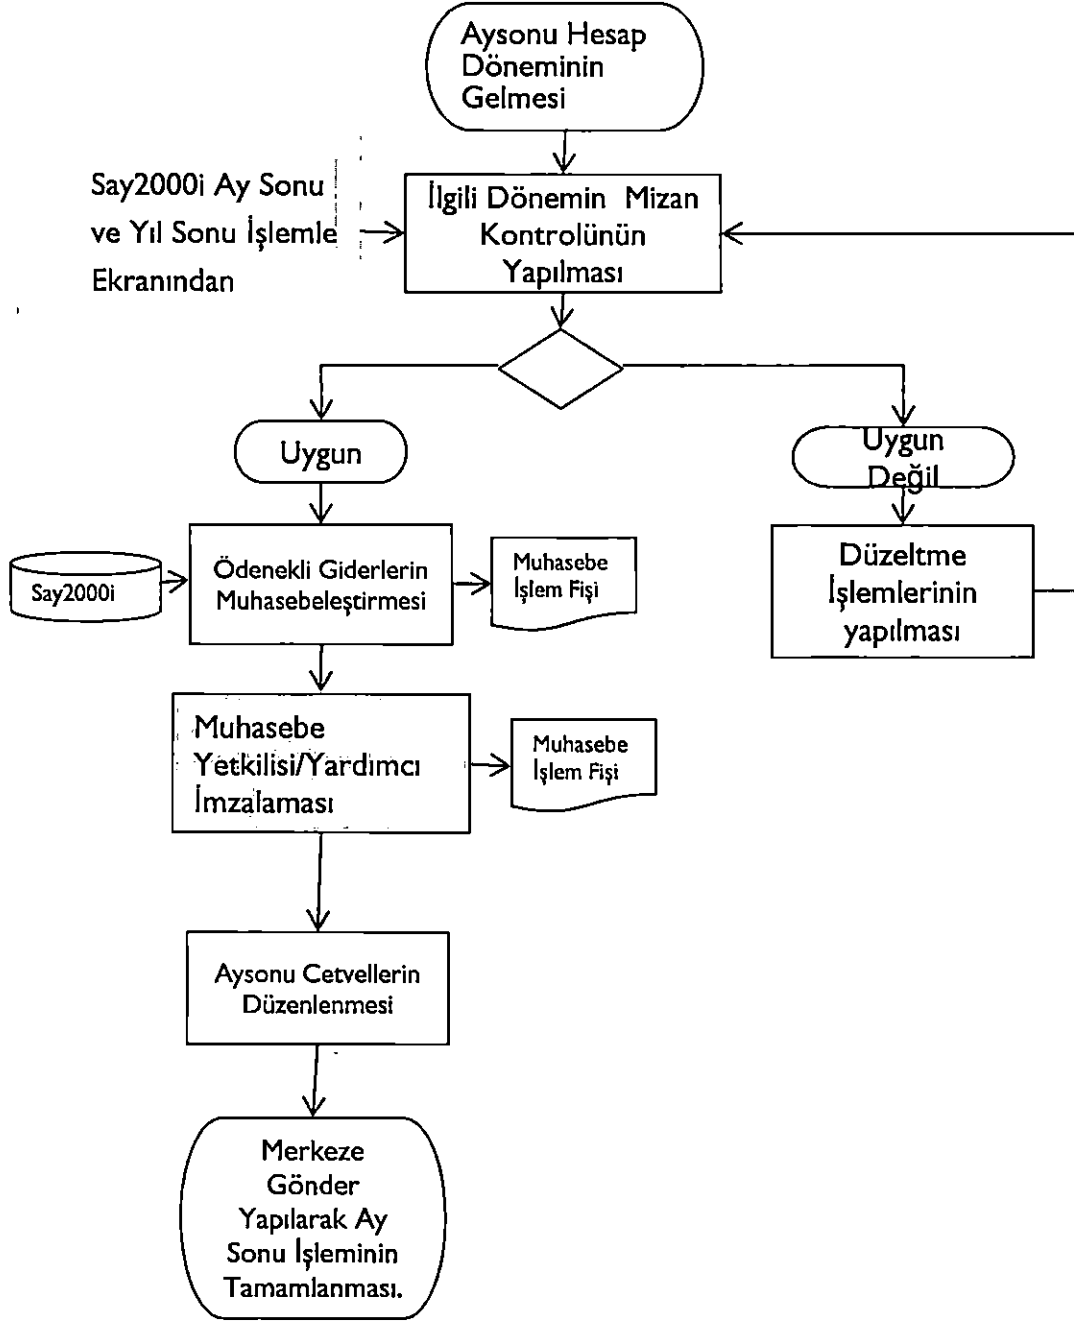 Aysonu Hesap
Döneminin
Gelmesi
Say2000i Ay Sonu
ve Yıl Sonu İşlemle
Ekranından
İlgili Dönemin Mizan
Kontrolünün
Yapılması
Uygun
Uygun
Değil
Say2000i
Ödenekli Giderlerin
Muhasebeleştirmesi
Muhasebe
İşlem Fişi
Düzeltme
İşlemlerinin
yapılması
Muhasebe
Yetkilisi/Yardımcı
İmzalaması
Muhasebe
İşlem Fişi
Aysonu Cetvellerin
Düzenlenmesi
Merkeze
Gönder
Yapılarak Ay
Sonu İşleminin
Tamamlanması.